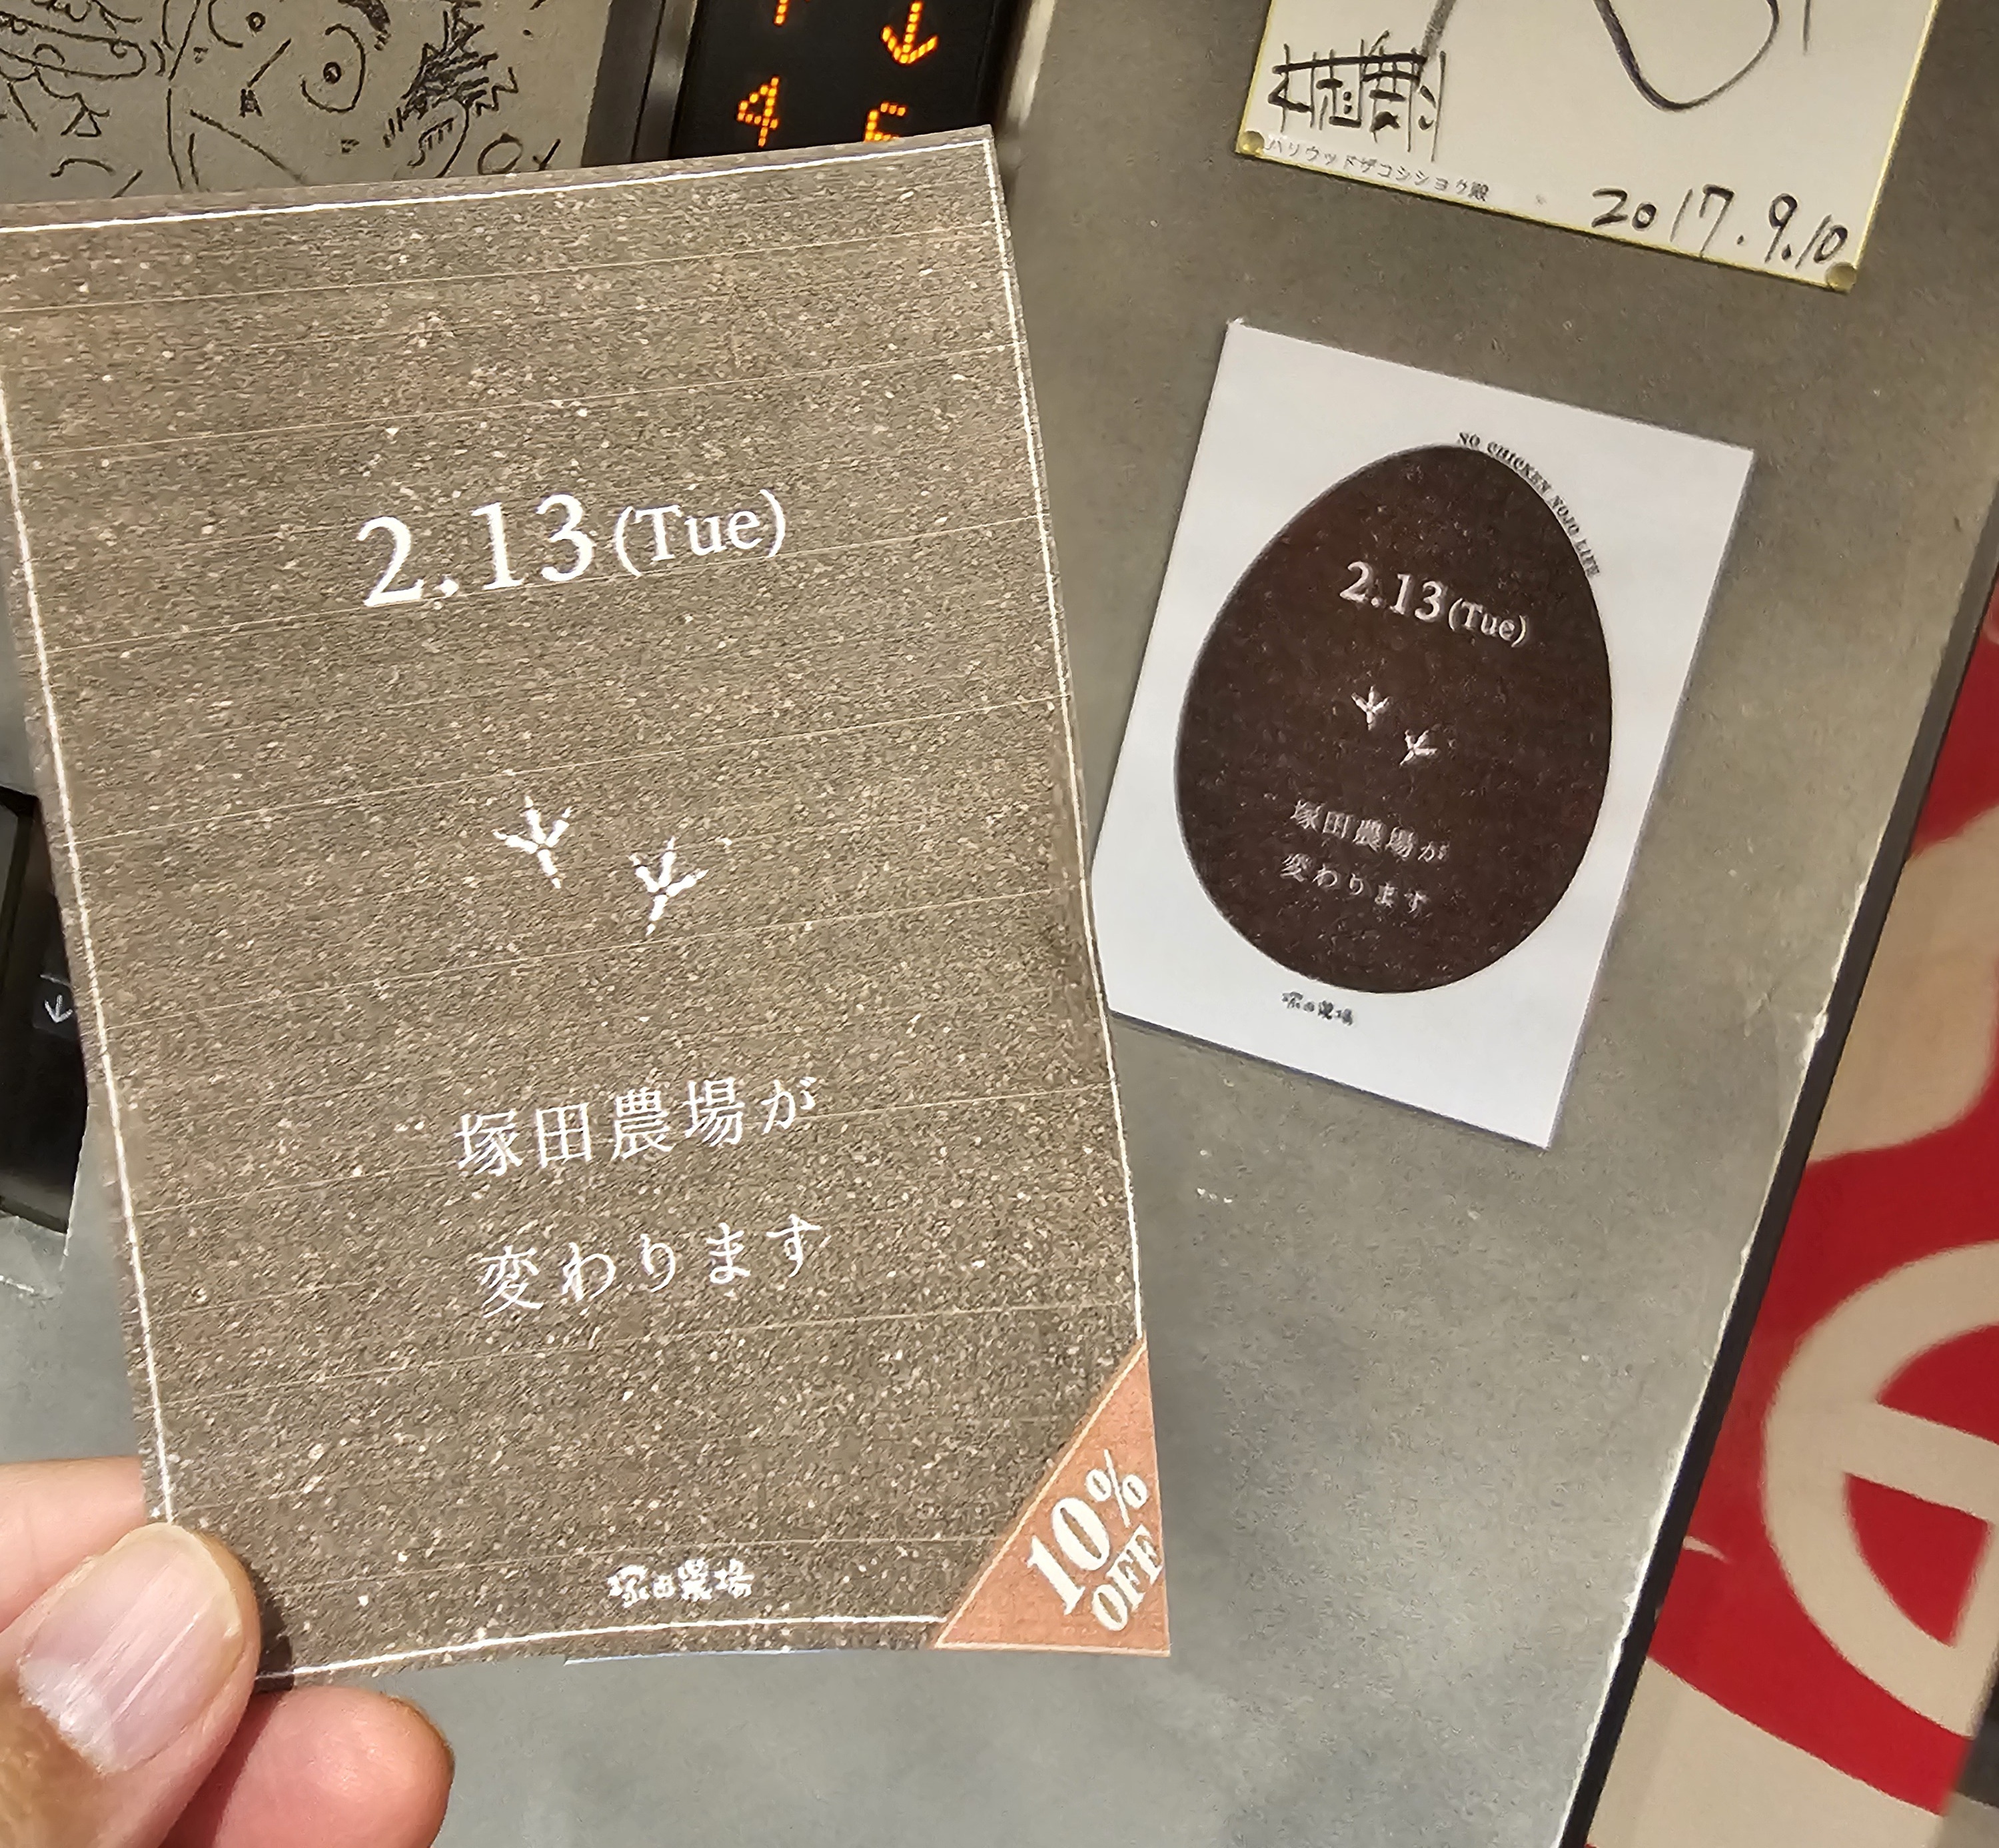 2.13(Tue)
塚田農場が
変わります
塚田農場
10%
OFF
ハリウッドザコシショウ殿
2017.9.10
NO CHICKEN NOJO LIFE
2.13(Tue)
塚田農場が
変わります
塚田農場
↓
4
↓